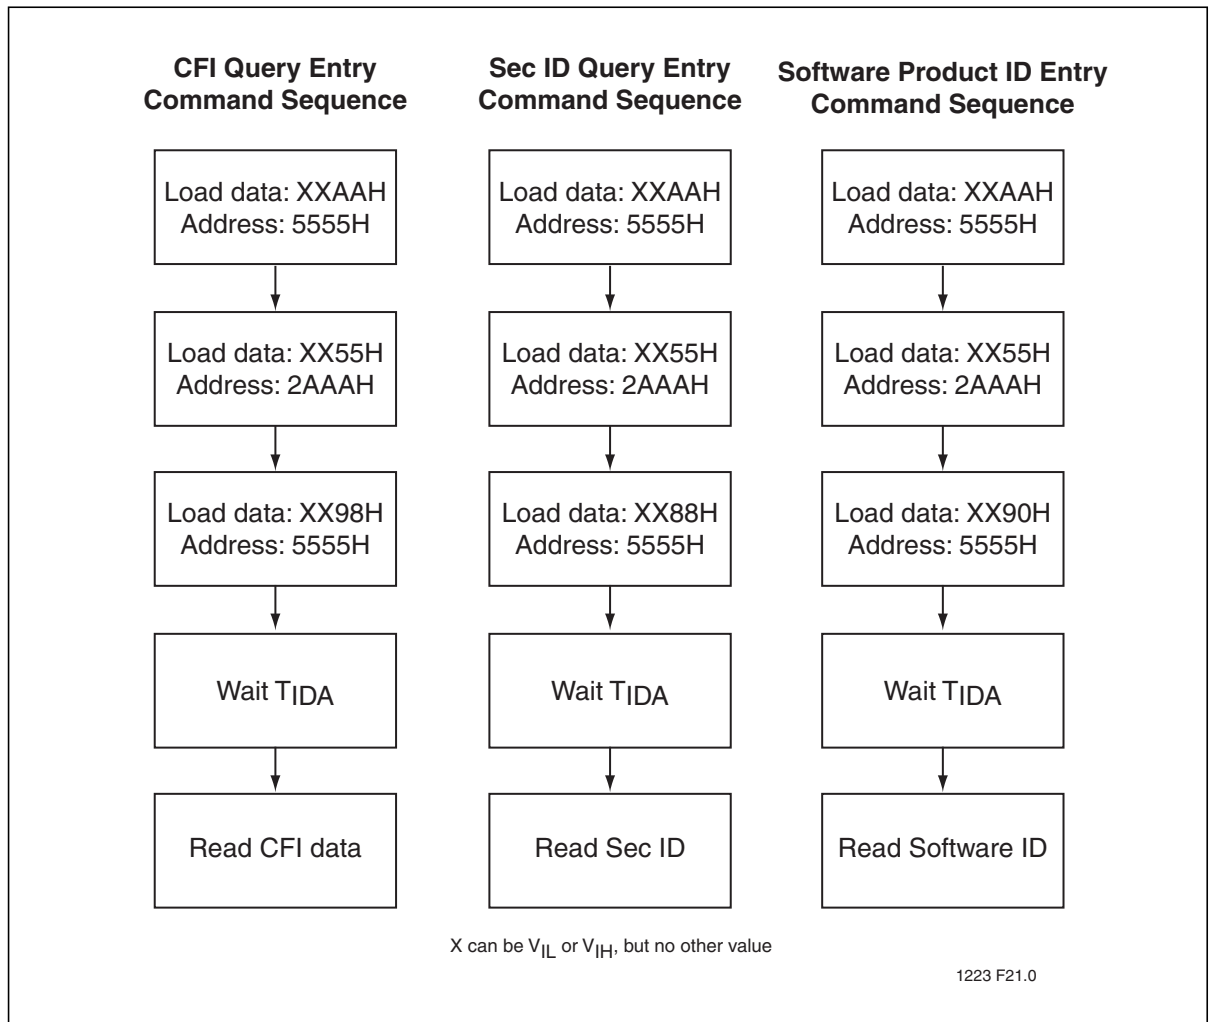 CFI Query Entry
Command Sequence
Load data: XXAAH
Address: 5555H
Load data: XX55H
Address: 2AAAH
Load data: XX98H
Address: 5555H
Wait TIDA
Read CFI data
Sec ID Query Entry
Command Sequence
Load data: XXAAH
Address: 5555H
Load data: XX55H
Address: 2AAAH
Load data: XX88H
Address: 5555H
Wait TIDA
Read Sec ID
Software Product ID Entry
Command Sequence
Load data: XXAAH
Address: 5555H
Load data: XX55H
Address: 2AAAH
Load data: XX90H
Address: 5555H
Wait TIDA
Read Software ID
X can be VIL or VIH, but no other value
1223 F21.0